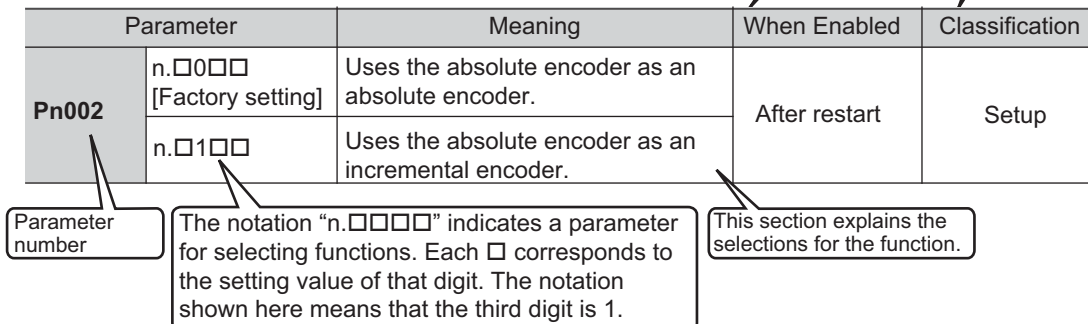 Parameter Meaning When Enabled Classification
Pn002
n.□0□□
[Factory setting]
Uses the absolute encoder as an
absolute encoder.
n.□1□□
Uses the absolute encoder as an
incremental encoder.
After restart
Setup
Parameter
number
The notation “n.□□□□” indicates a parameter
for selecting functions. Each □ corresponds to
the setting value of that digit. The notation
shown here means that the third digit is 1.
This section explains the
selections for the function.